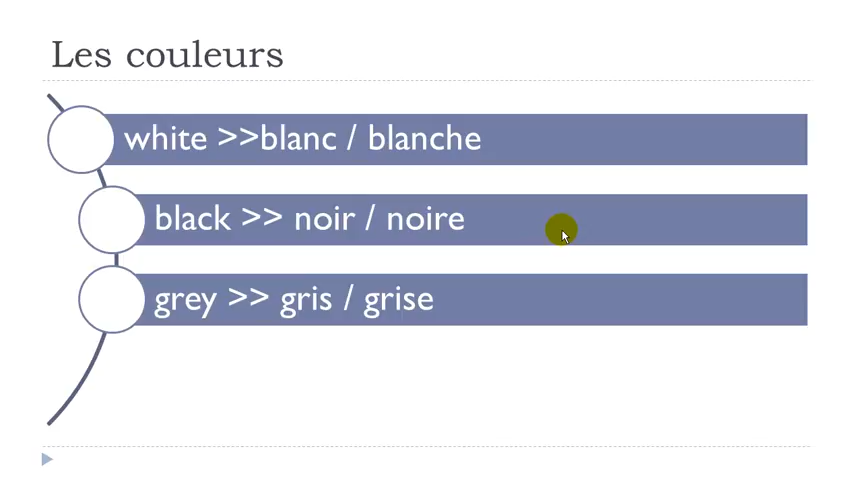 Les couleurs
white >>blanc / blanche
black >> noir / noire
grey >> gris / grise